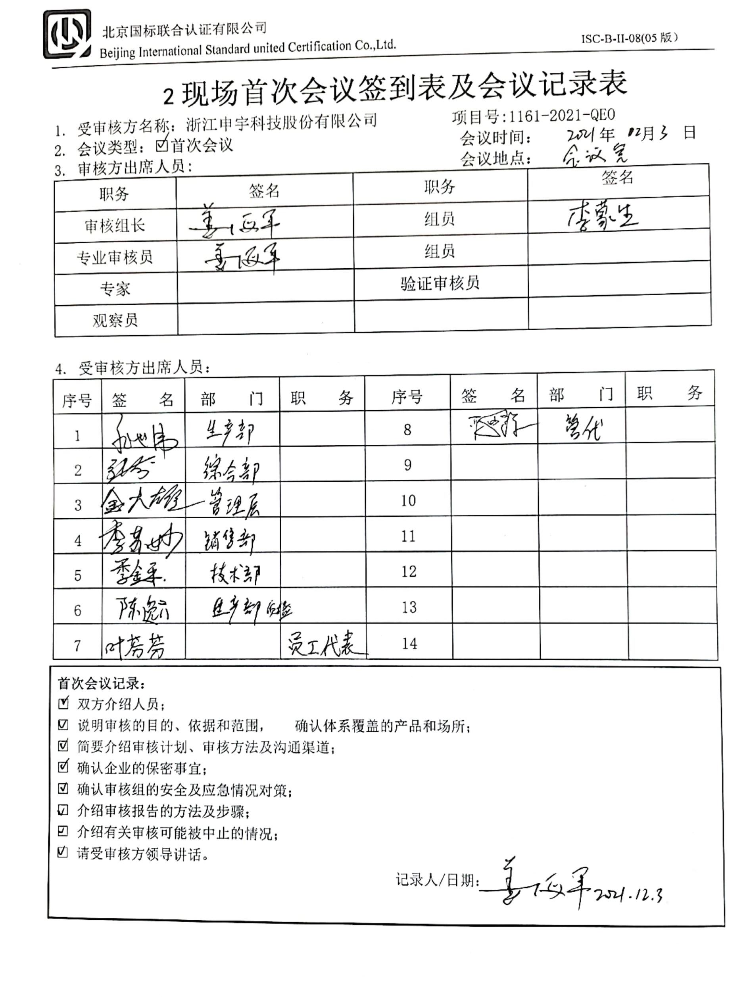 北京国标联合认证有限公司
Beijing International Standard united Certification Co.,Ltd.
ISC-B-II-08(05 版)
2 现场首次会议签到表及会议记录表
1. 受审核方名称：浙江申宇科技股份有限公司 项目号:1161-2021-QEO
2. 会议类型：☑首次会议 会议时间： 2021年 12月3 日
3. 审核方出席人员： 会议地点： 会议室
职务 签名 职务 签名
审核组长 组员 李蒙生
专业审核员 组员
专家 验证审核员
观察员
4. 受审核方出席人员：
序号 签 名 部 门 职 务 序号 签 名 部 门 职 务
1 生产部 8 管代
2 综合部 9
3 金大雄 管理层 10
4 李苏妙 销售部 11
5 技术部 12
6 生产部 质检 13
7 叶芳芳 员工代表 14
首次会议记录：
☑ 双方介绍人员；
☑ 说明审核的目的、依据和范围， 确认体系覆盖的产品和场所；
☑ 简要介绍审核计划、审核方法及沟通渠道；
☑ 确认企业的保密事宜；
☑ 确认审核组的安全及应急情况对策；
☑ 介绍审核报告的方法及步骤；
☑ 介绍有关审核可能被中止的情况；
☑ 请受审核方领导讲话。
记录人/日期： 2021.12.3